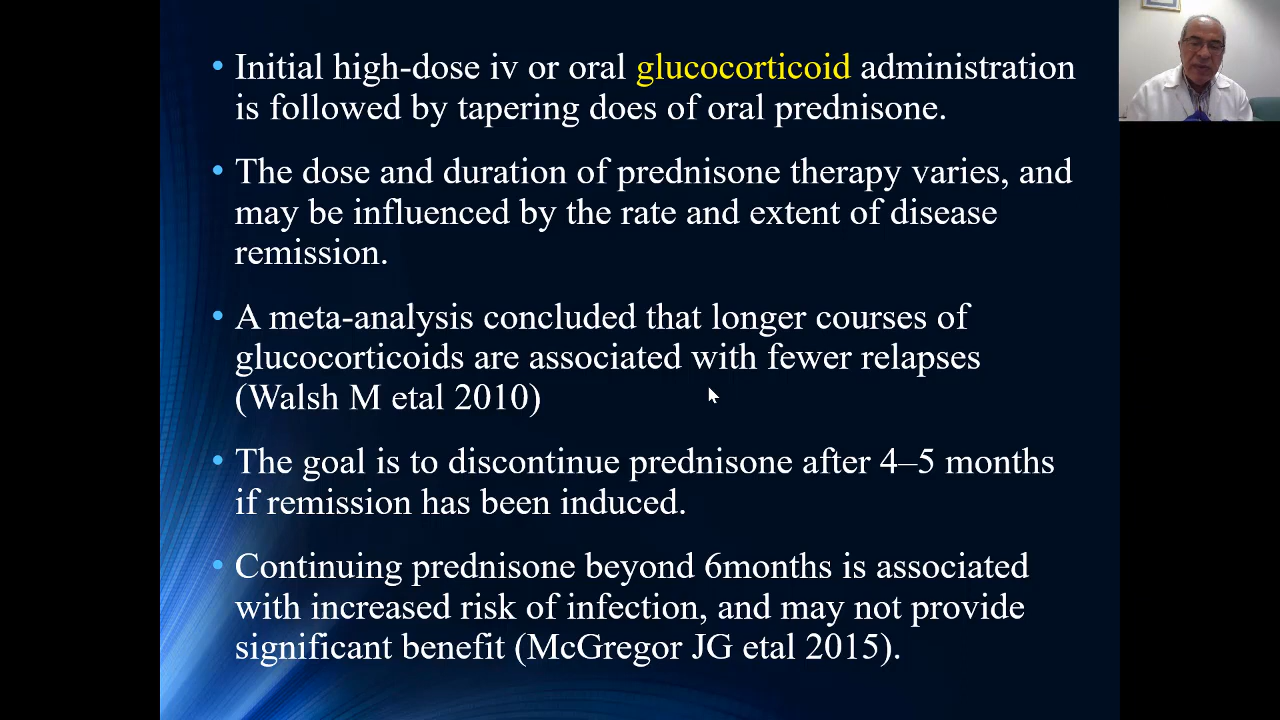 • Initial high-dose iv or oral glucocorticoid administration
is followed by tapering does of oral prednisone.
• The dose and duration of prednisone therapy varies, and
may be influenced by the rate and extent of disease
remission.
• A meta-analysis concluded that longer courses of
glucocorticoids are associated with fewer relapses
(Walsh M etal 2010)
• The goal is to discontinue prednisone after 4–5 months
if remission has been induced.
• Continuing prednisone beyond 6months is associated
with increased risk of infection, and may not provide
significant benefit (McGregor JG etal 2015).